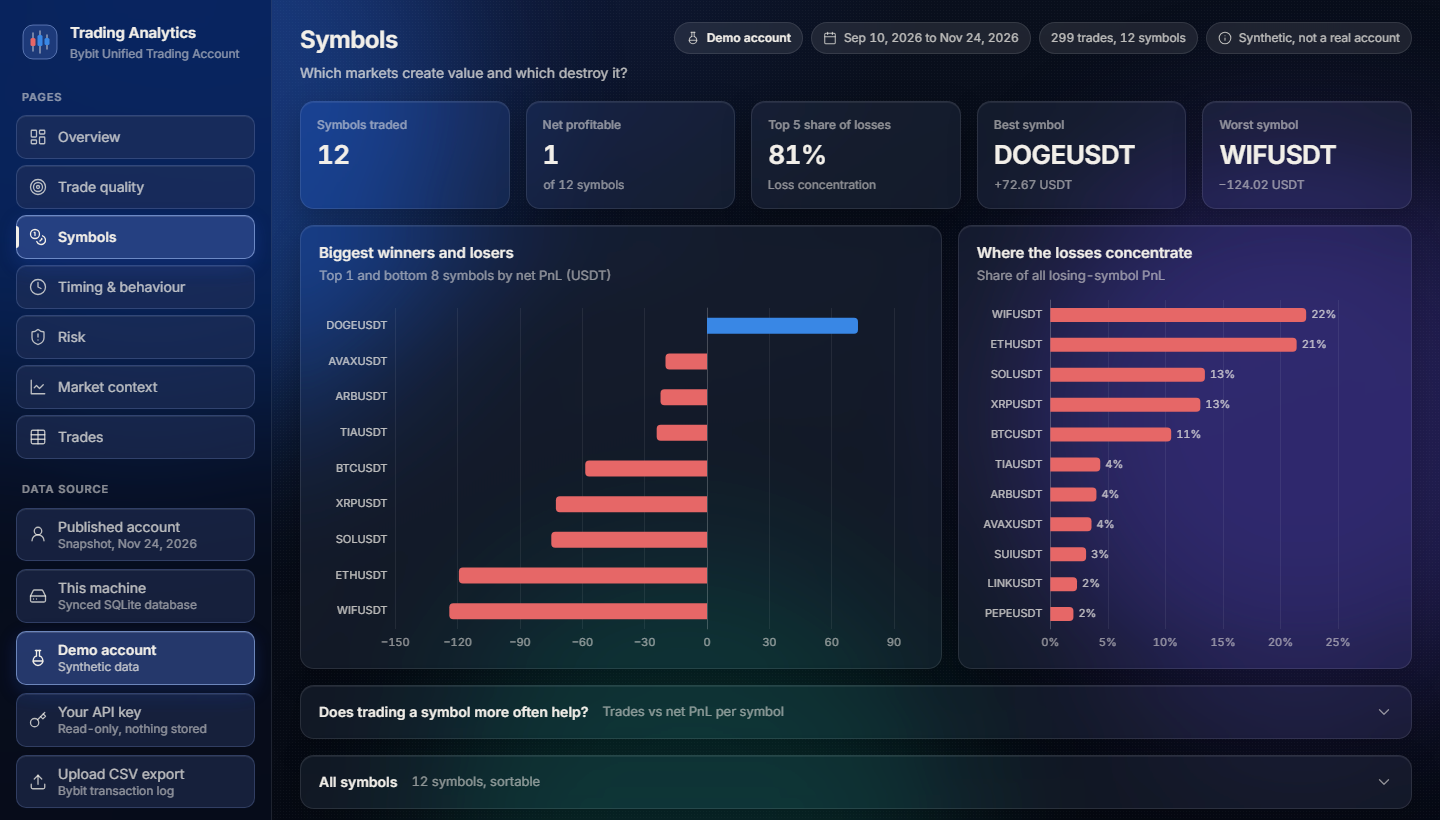 Trading Analytics
Bybit Unified Trading Account
PAGES
Overview
Trade quality
Symbols
Timing & behaviour
Risk
Market context
Trades
DATA SOURCE
Published account
Snapshot, Nov 24, 2026
This machine
Synced SQLite database
Demo account
Synthetic data
Your API key
Read-only, nothing stored
Upload CSV export
Bybit transaction log
Symbols
Which markets create value and which destroy it?
Demo account
Sep 10, 2026 to Nov 24, 2026
299 trades, 12 symbols
Synthetic, not a real account
Symbols traded
12
Net profitable
1
of 12 symbols
Top 5 share of losses
81%
Loss concentration
Best symbol
DOGEUSDT
+72.67 USDT
Worst symbol
WIFUSDT
−124.02 USDT
Biggest winners and losers
Top 1 and bottom 8 symbols by net PnL (USDT)
DOGEUSDT
AVAXUSDT
ARBUSDT
TIAUSDT
BTCUSDT
XRPUSDT
SOLUSDT
ETHUSDT
WIFUSDT
−150 −120 −90 −60 −30 0 30 60 90
Where the losses concentrate
Share of all losing-symbol PnL
WIFUSDT 22%
ETHUSDT 21%
SOLUSDT 13%
XRPUSDT 13%
BTCUSDT 11%
TIAUSDT 4%
ARBUSDT 4%
AVAXUSDT 4%
SUIUSDT 3%
LINKUSDT 2%
PEPEUSDT 2%
0% 5% 10% 15% 20% 25%
Does trading a symbol more often help? Trades vs net PnL per symbol
All symbols 12 symbols, sortable